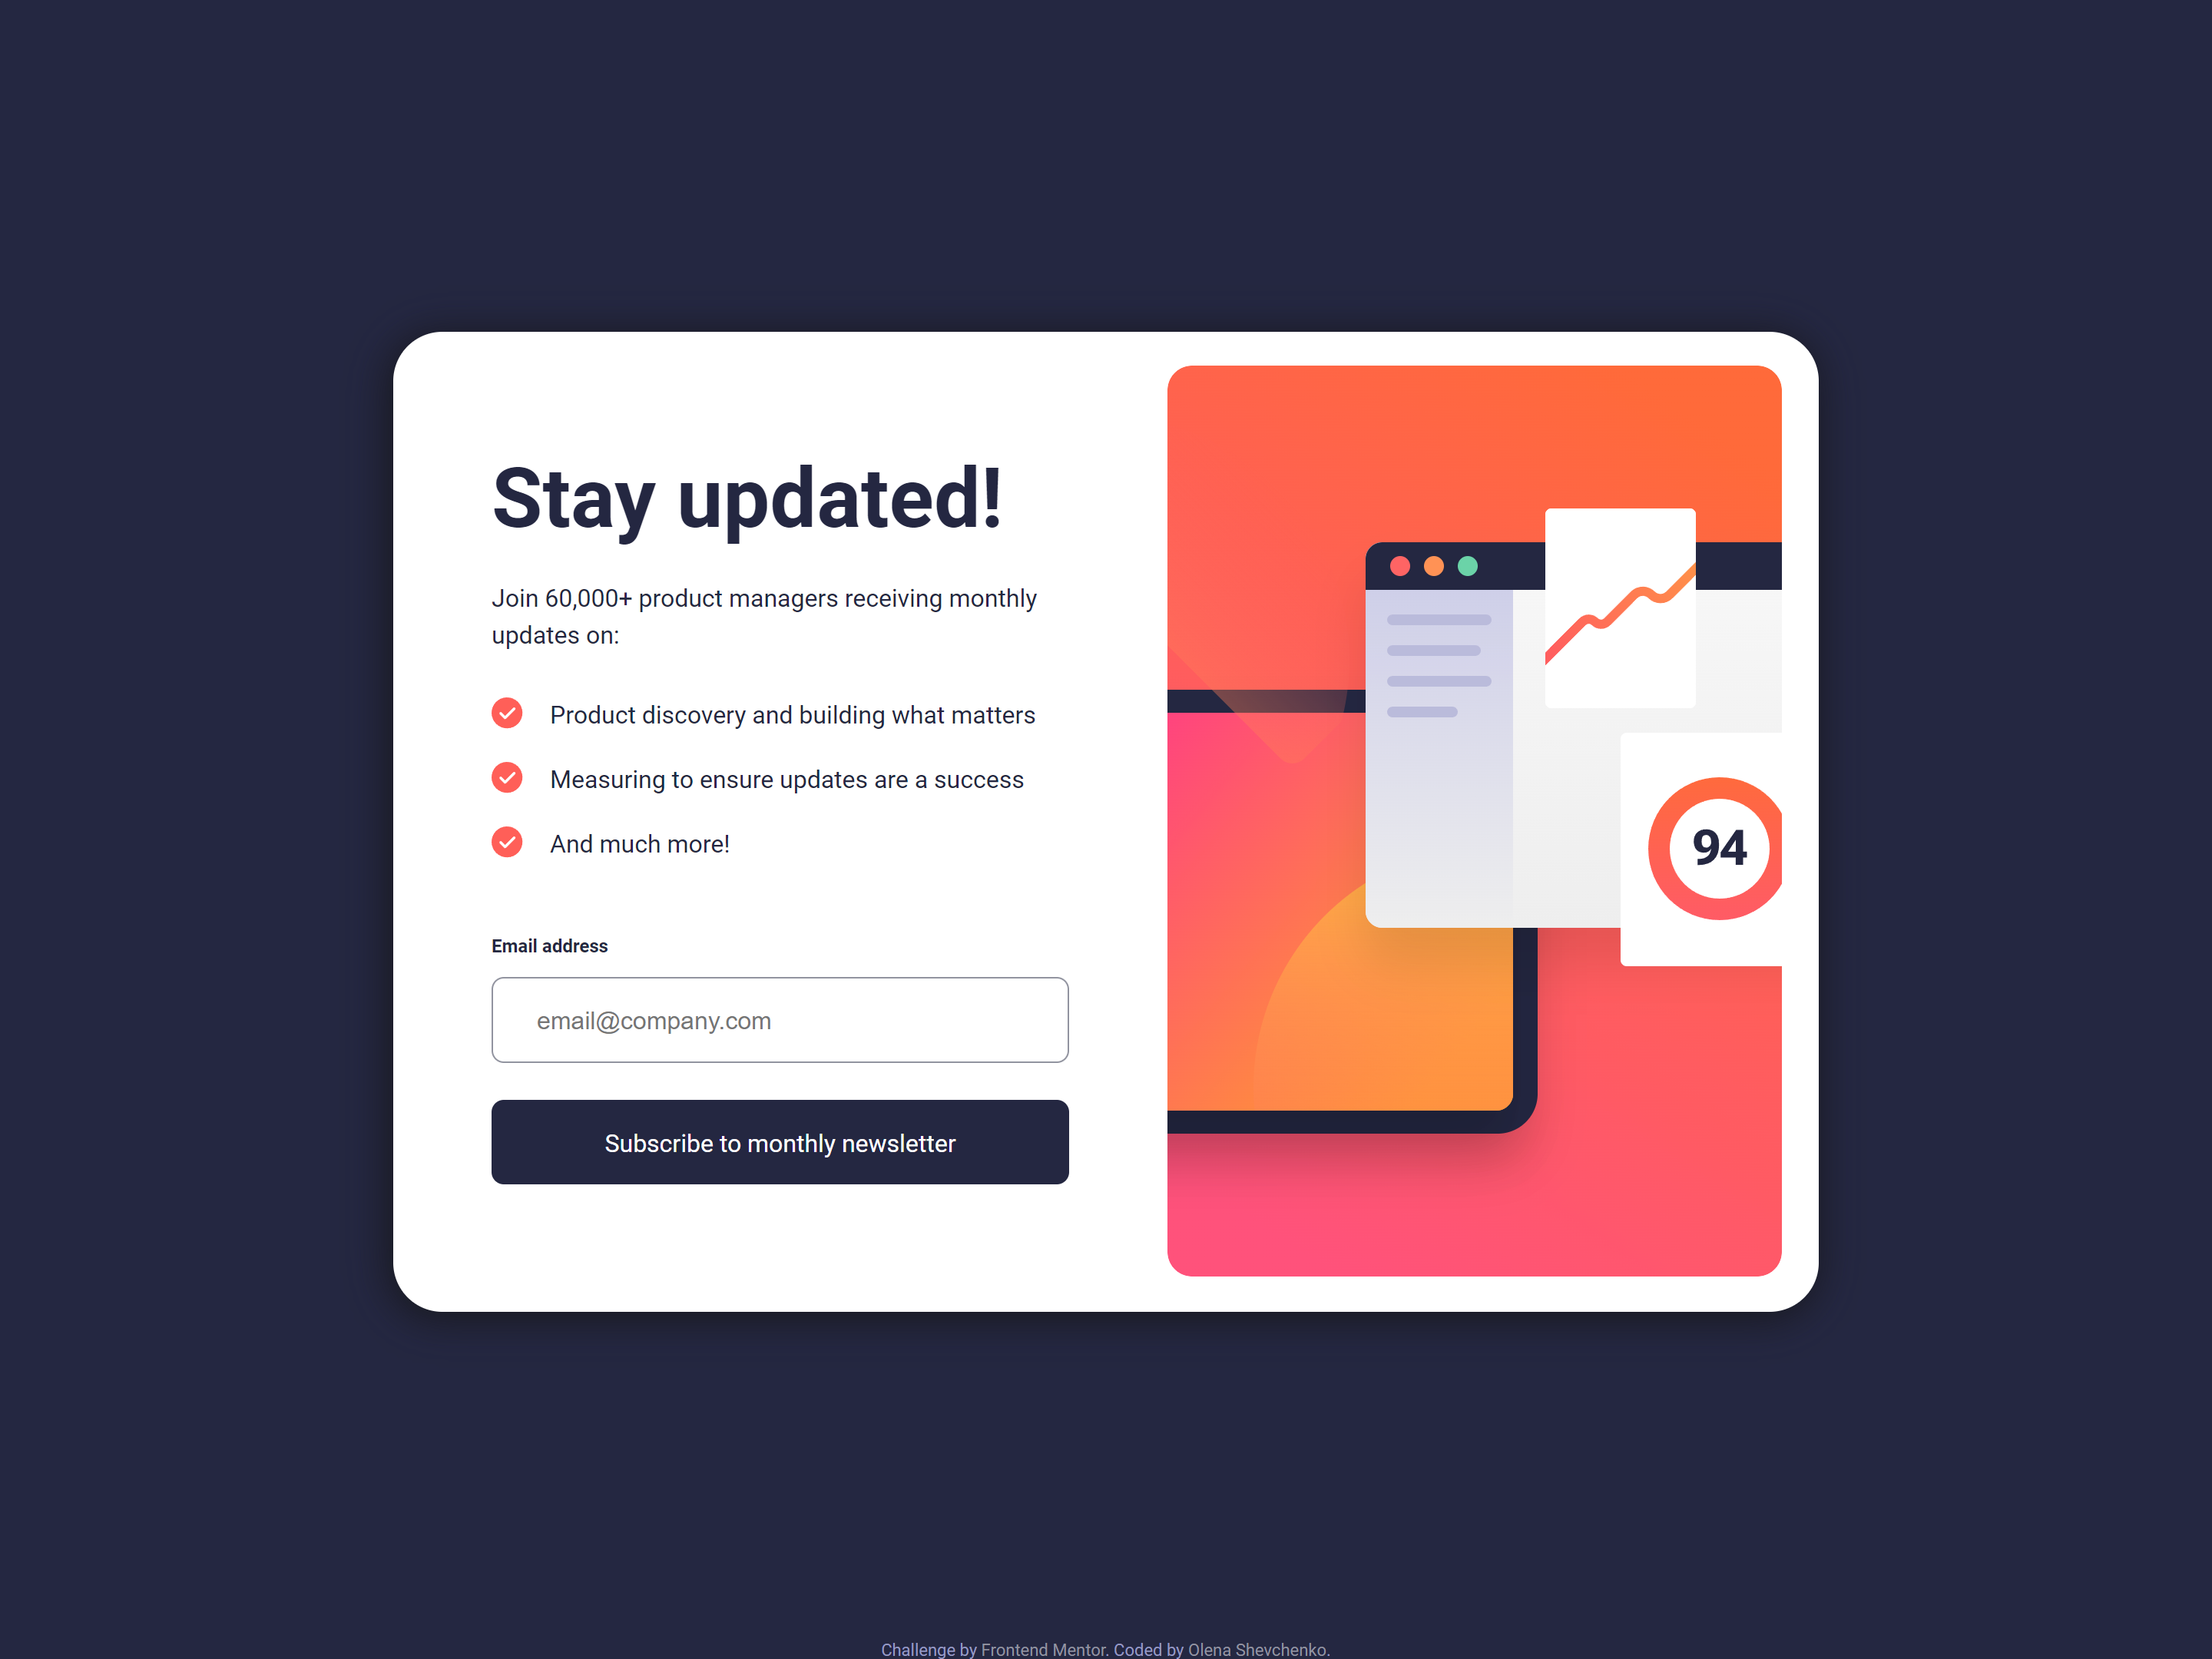 Stay updated!
Join 60,000+ product managers receiving monthly
updates on:
Product discovery and building what matters
Measuring to ensure updates are a success
And much more!
Email address
email@company.com
Subscribe to monthly newsletter
94
Challenge by Frontend Mentor. Coded by Olena Shevchenko.